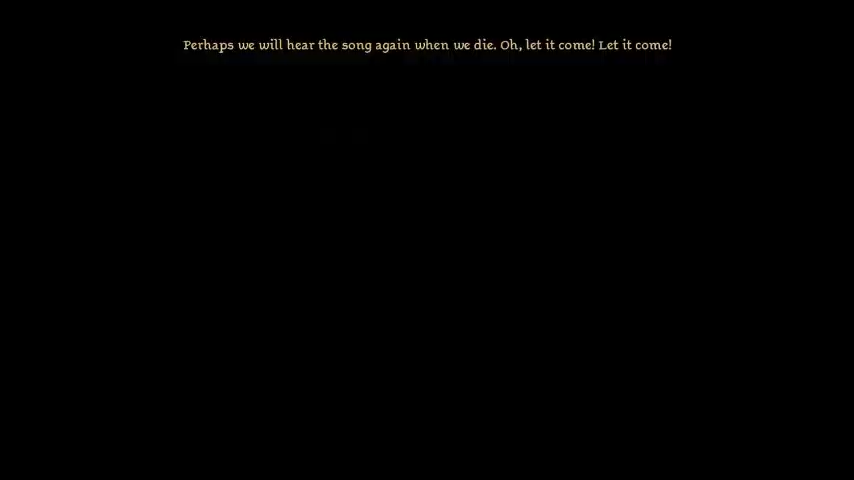 Perhaps we will hear the song again when we die. Oh, let it come! Let it come!